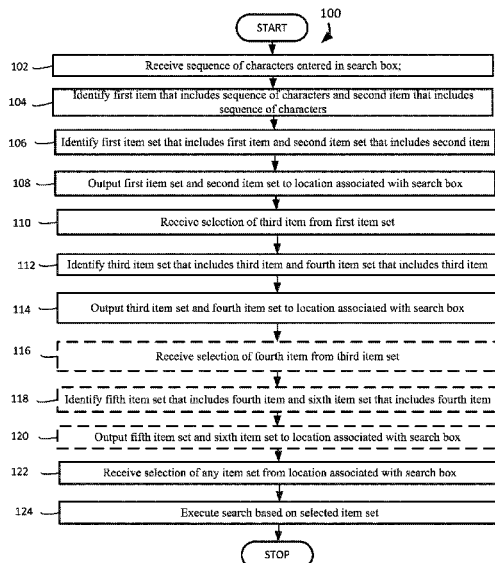 START
100
102
Receive sequence of characters entered in search box;
104
Identify first item that includes sequence of characters and second item that includes
sequence of characters
106
Identify first item set that includes first item and second item set that includes second item
108
Output first item set and second item set to location associated with search box
110
Receive selection of third item from first item set
112
Identify third item set that includes third item and fourth item set that includes third item
114
Output third item set and fourth item set to location associated with search box
116
Receive selection of fourth item from third item set
118
Identify fifth item set that includes fourth item and sixth item set that includes fourth item
120
Output fifth item set and sixth item set to location associated with search box
122
Receive selection of any item set from location associated with search box
124
Execute search based on selected item set
STOP